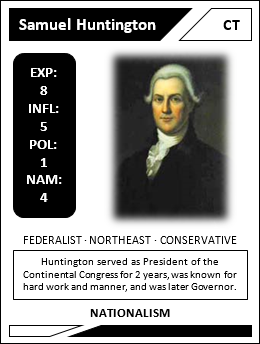 Samuel Huntington CT
EXP:
8
INFL:
5
POL:
1
NAM:
4
FEDERALIST · NORTHEAST · CONSERVATIVE
Huntington served as President of the
Continental Congress for 2 years, was known for
hard work and manner, and was later Governor.
NATIONALISM